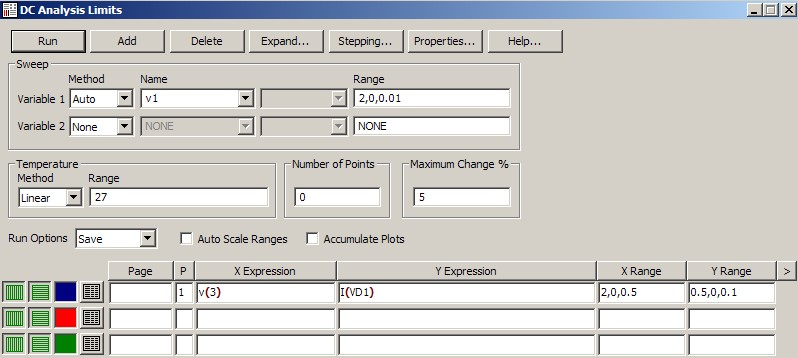 DC Analysis Limits
Run Add Delete Expand... Stepping... Properties... Help...
Sweep
Method Name Range
Variable 1 Auto v1 2,0,0.01
Variable 2 None NONE NONE
Temperature Number of Points Maximum Change %
Method Range
Linear 27 0 5
Run Options Save Auto Scale Ranges Accumulate Plots
Page P X Expression Y Expression X Range Y Range >
1 v(3) I(VD1) 2,0,0.5 0.5,0,0.1